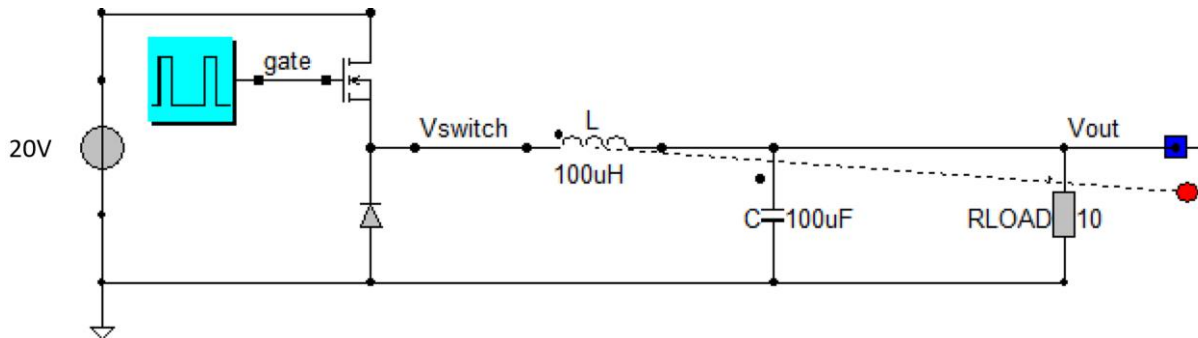 gate
20V
Vswitch
L
100uH
C
100uF
Vout
RLOAD
10